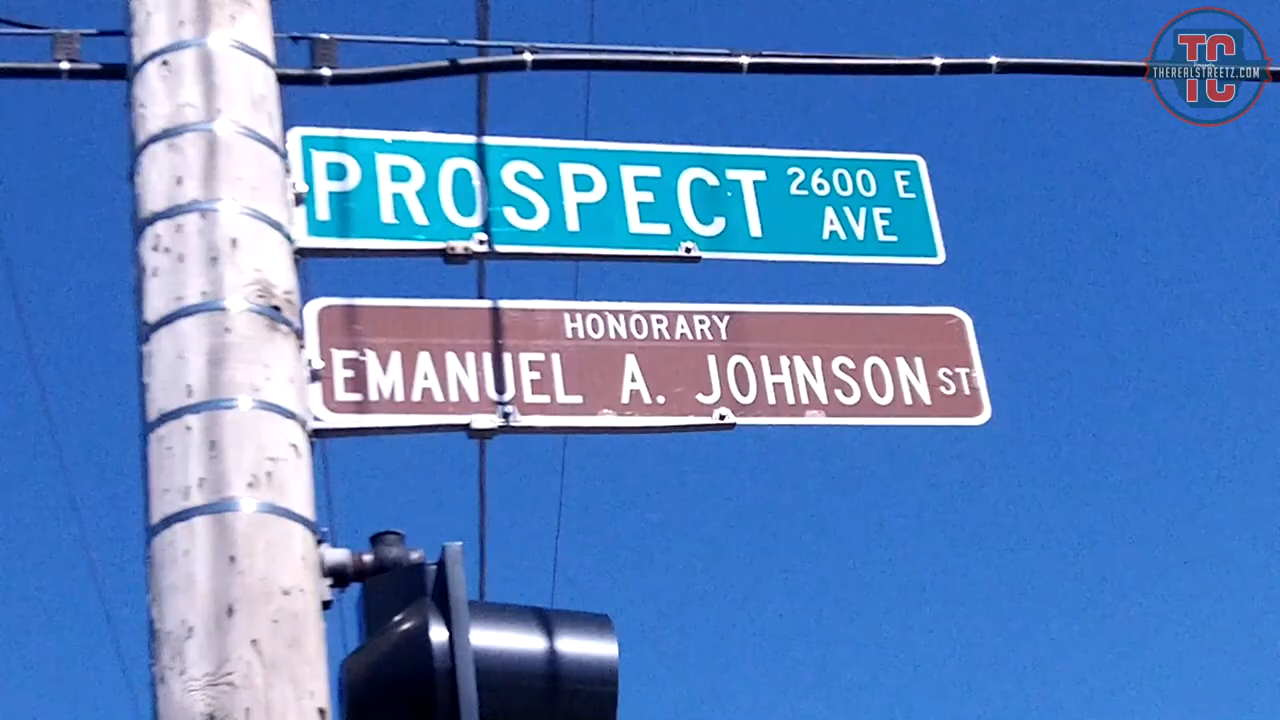 PROSPECT 2600 E
AVE
HONORARY
EMANUEL A. JOHNSON ST
TC
THEREALSTREETZ.COM